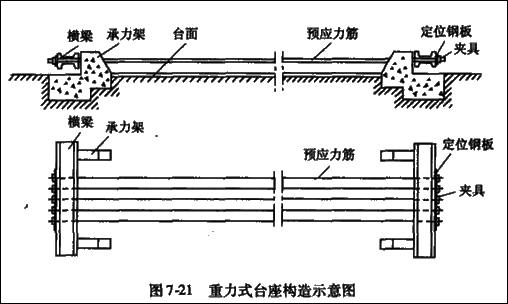 横梁 承力架 台面 预应力筋 定位钢板
夹具
横梁 承力架 预应力筋 定位钢板
夹具
图7-21 重力式台座构造示意图